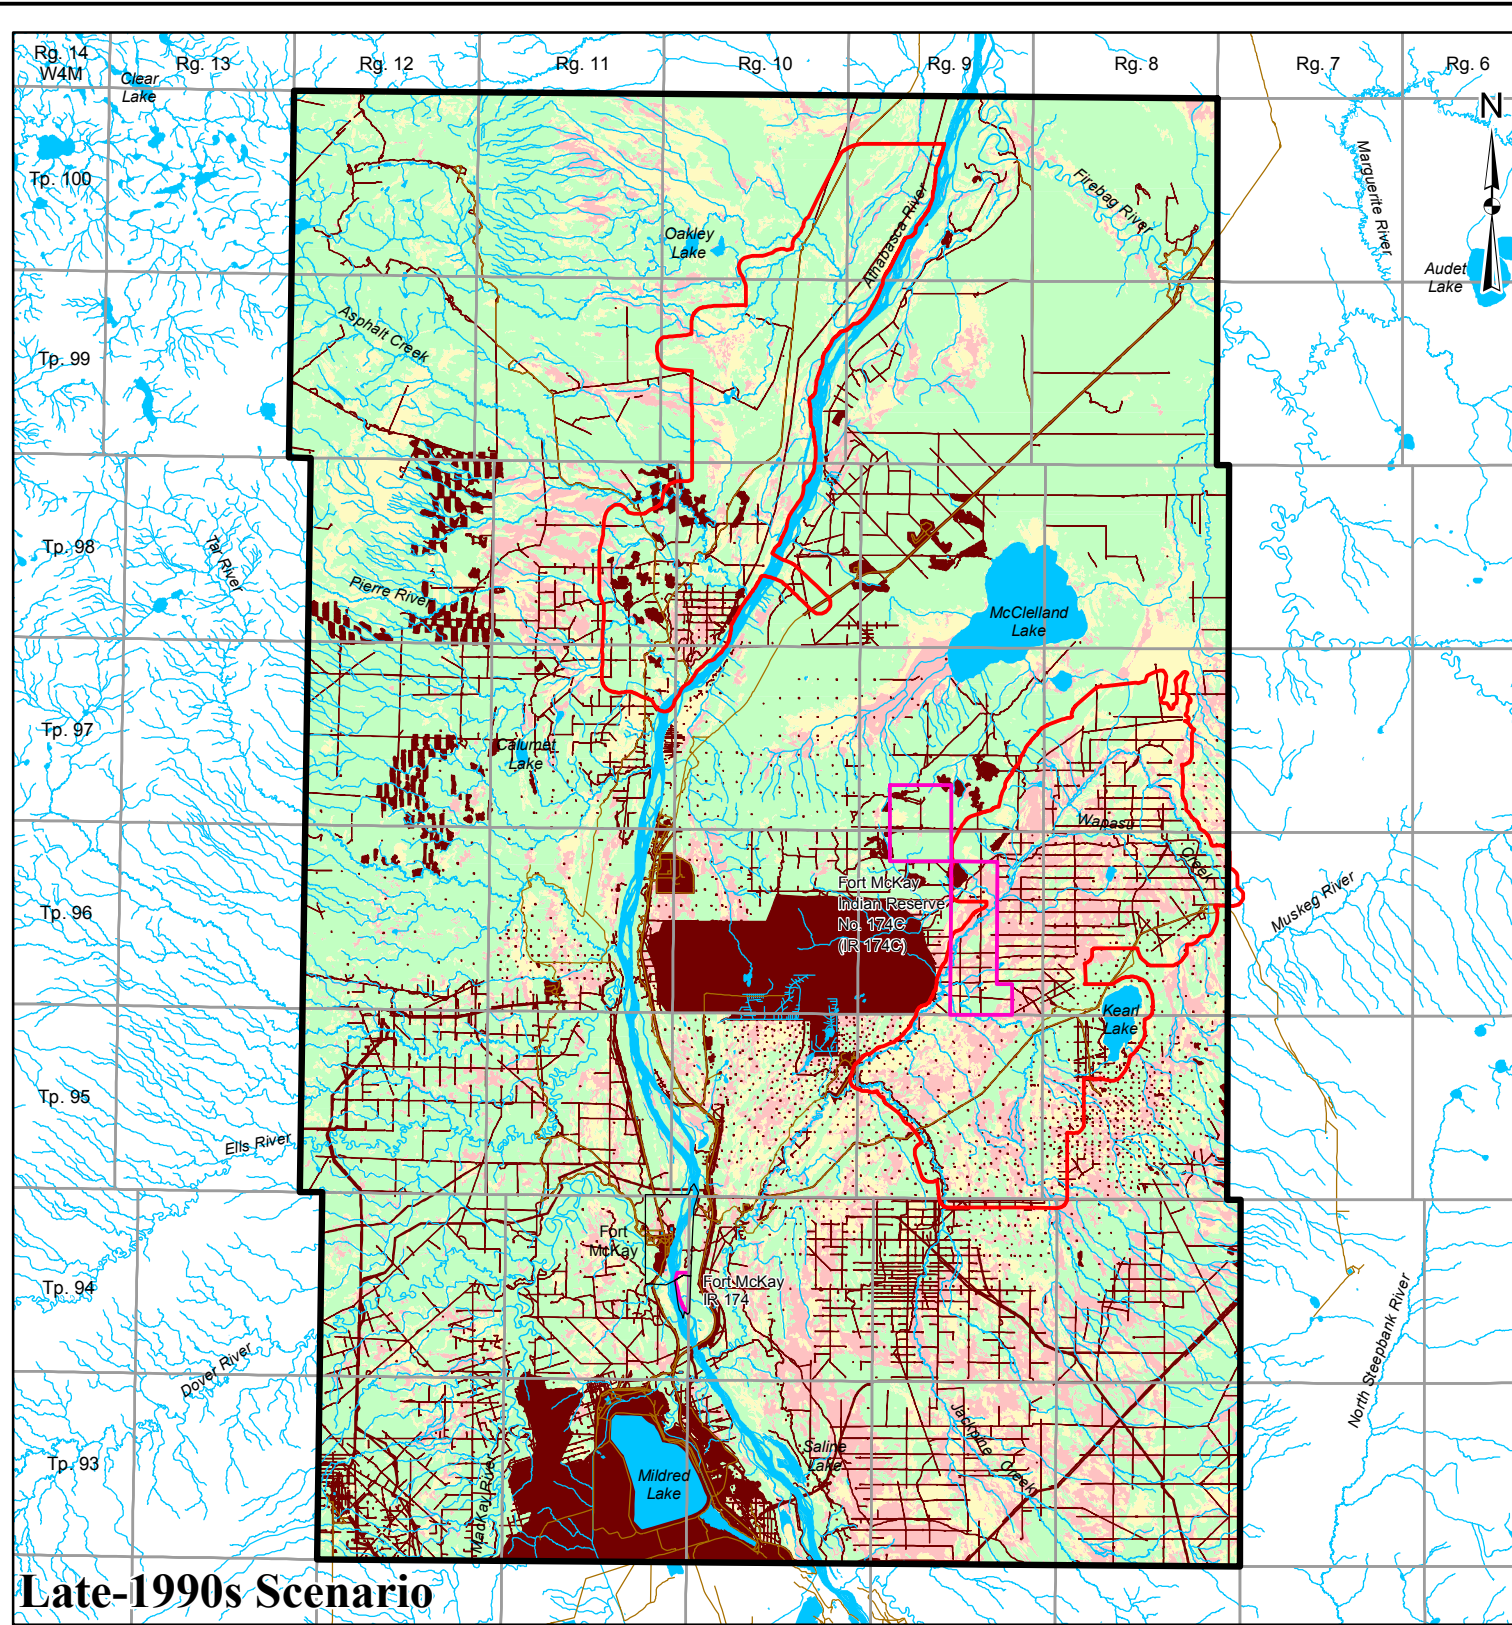 Rg. 14
W4M
Rg. 13
Rg. 12
Rg. 11
Rg. 10
Rg. 9
Rg. 8
Rg. 7
Rg. 6
Clear
Lake
N
Tp. 100
Marguerite River
Firebag River
Athabasca River
Oakley
Lake
Audet
Lake
Asphalt Creek
Tp. 99
Tp. 98
Tar River
Pierre River
McClelland
Lake
Tp. 97
Calumet
Lake
Wapasu
Creek
Fort McKay
Indian Reserve
No. 174C
(IR 174C)
Tp. 96
Muskeg River
Kearl
Lake
Tp. 95
Ells River
Fort
McKay
Fort McKay
IR 174
Tp. 94
North Steepbank River
Dover River
Jackpine Creek
Saline
Lake
Tp. 93
Mildred
Lake
MacKay River
Late-1990s Scenario